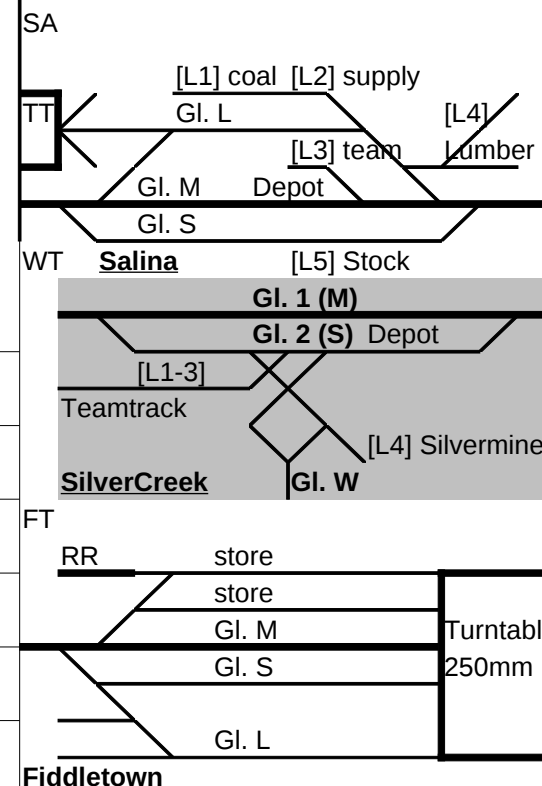 SA
[L1] coal [L2] supply
TT Gl. L [L4]
[L3] team Lumber
Gl. M Depot
Gl. S
WT Salina [L5] Stock
Gl. 1 (M)
Gl. 2 (S) Depot
[L1-3]
Teamtrack
[L4] Silvermine
SilverCreek Gl. W
FT
RR store
store
Gl. M Turntabl
Gl. S 250mm
Gl. L
Fiddletown